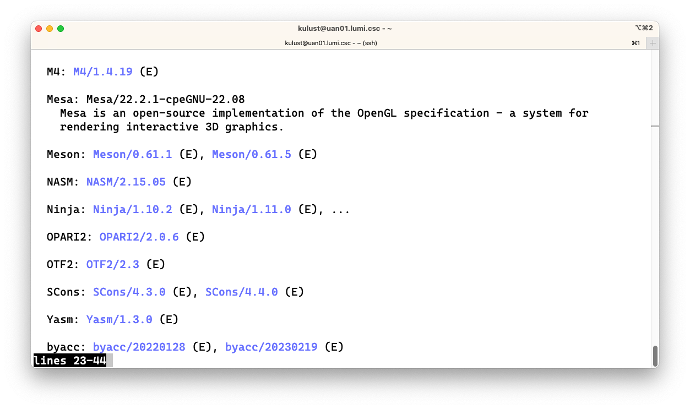 kulust@uan01.lumi.csc - ~
⌥⌘2
kulust@uan01.lumi.csc - ~ (ssh)
⌘1
+
M4: M4/1.4.19 (E)
Mesa: Mesa/22.2.1-cpeGNU-22.08
Mesa is an open-source implementation of the OpenGL specification - a system for
rendering interactive 3D graphics.
Meson: Meson/0.61.1 (E), Meson/0.61.5 (E)
NASM: NASM/2.15.05 (E)
Ninja: Ninja/1.10.2 (E), Ninja/1.11.0 (E), ...
OPARI2: OPARI2/2.0.6 (E)
OTF2: OTF2/2.3 (E)
SCons: SCons/4.3.0 (E), SCons/4.4.0 (E)
Yasm: Yasm/1.3.0 (E)
byacc: byacc/20220128 (E), byacc/20230219 (E)
lines 23-44